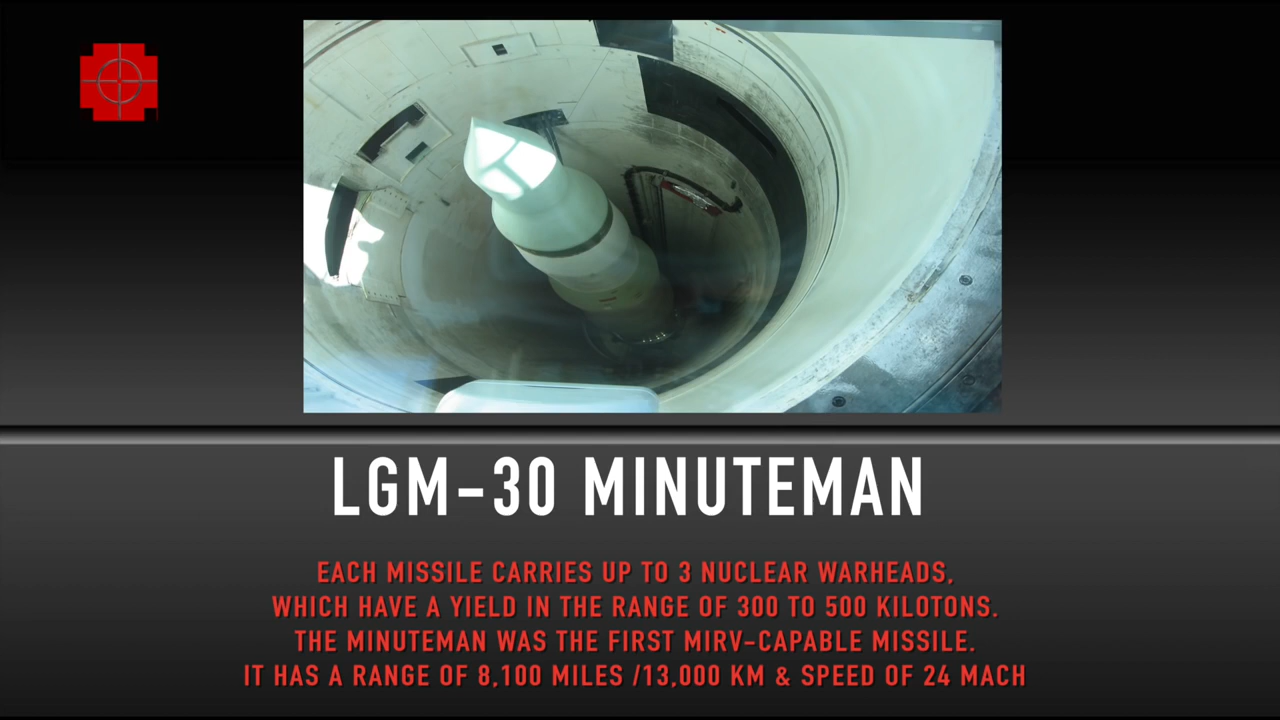 LGM-30 MINUTEMAN
EACH MISSILE CARRIES UP TO 3 NUCLEAR WARHEADS,
WHICH HAVE A YIELD IN THE RANGE OF 300 TO 500 KILOTONS.
THE MINUTEMAN WAS THE FIRST MIRV-CAPABLE MISSILE.
IT HAS A RANGE OF 8,100 MILES /13,000 KM & SPEED OF 24 MACH